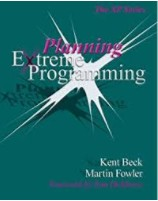 The XP Series
Planning
Extreme
Programming
Kent Beck
Martin Fowler